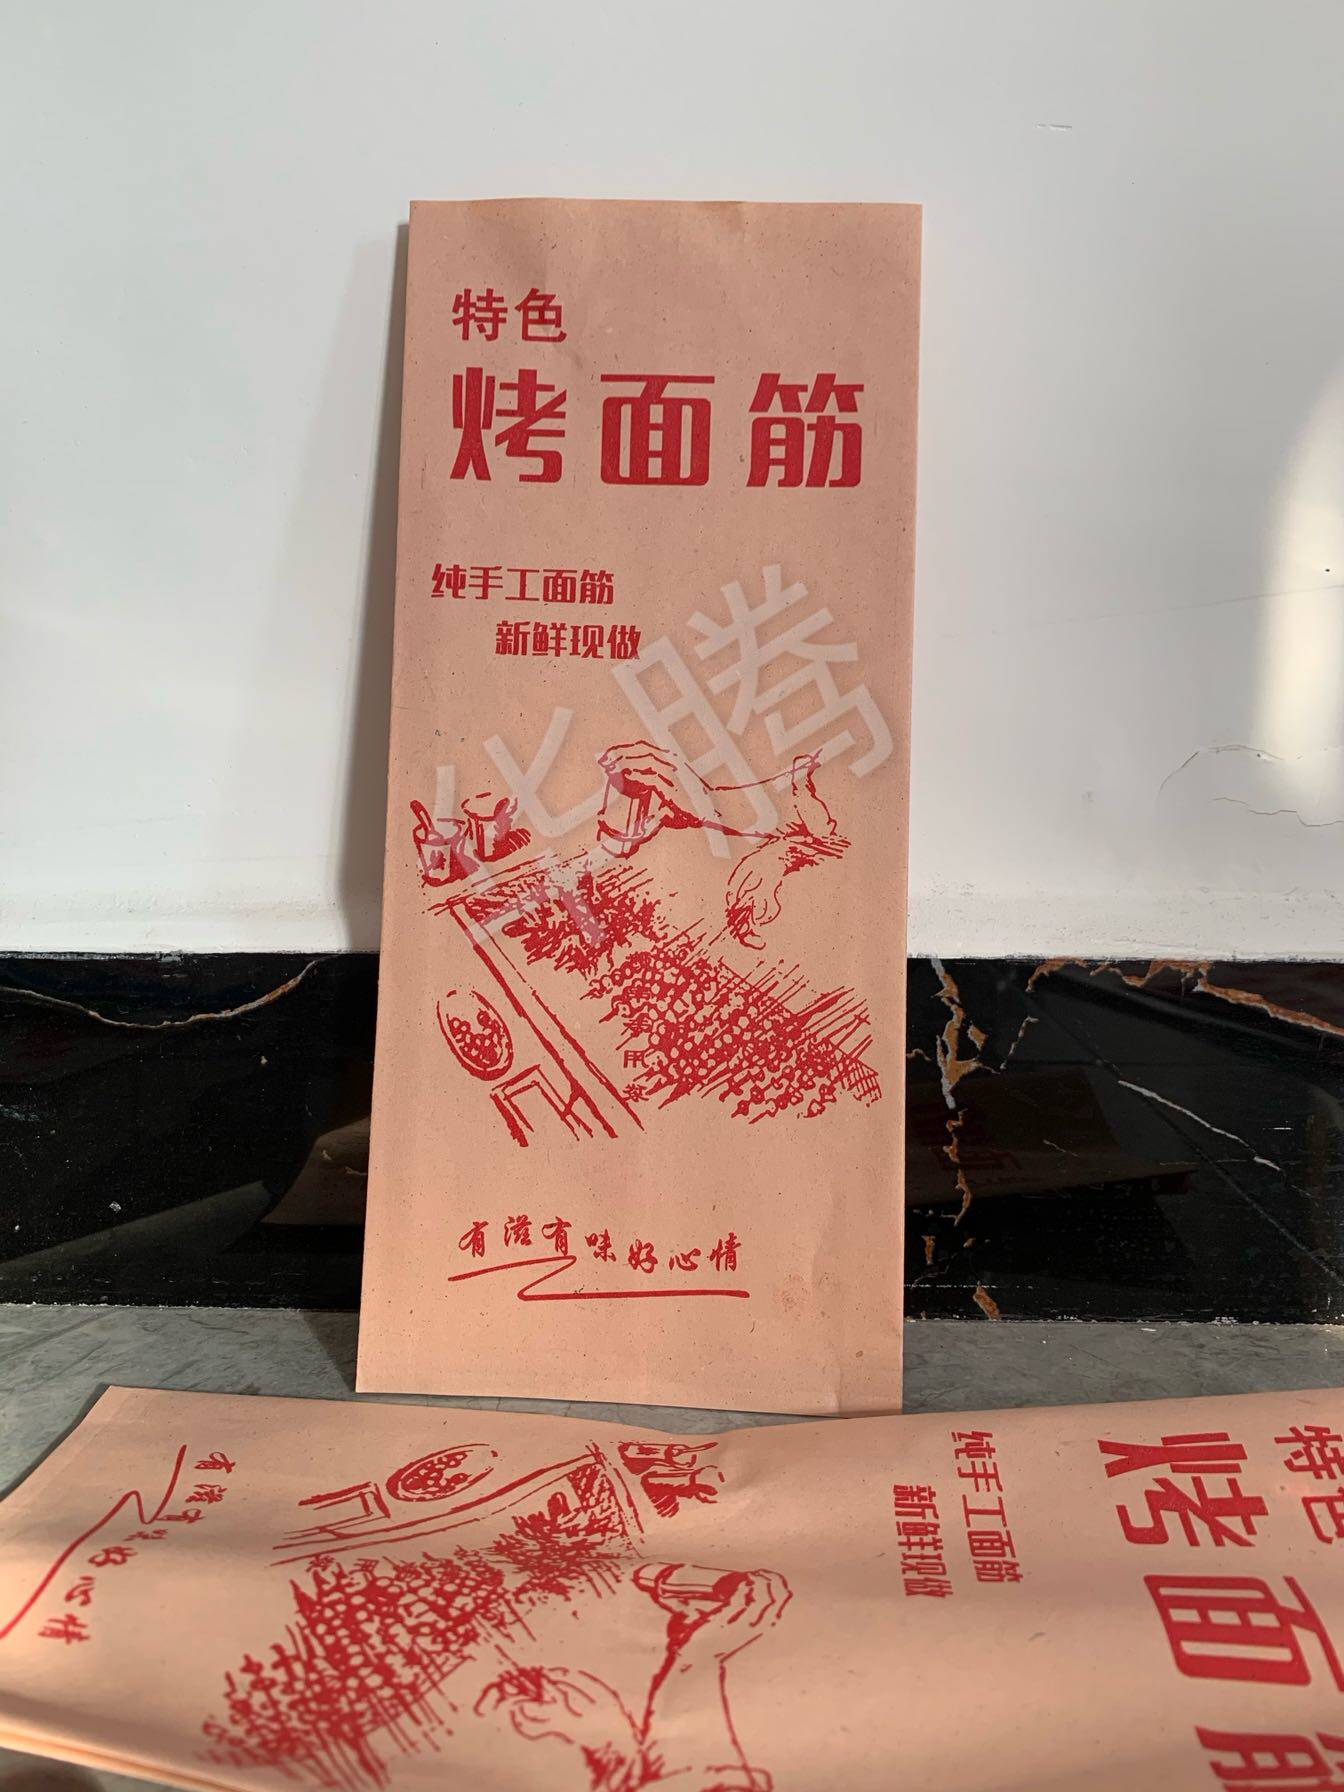 特色
烤面筋
纯手工面筋
新鲜现做
华腾
有滋有味好心情
纯手工面筋
新鲜现做
特色
烤面筋
有滋有味好心情